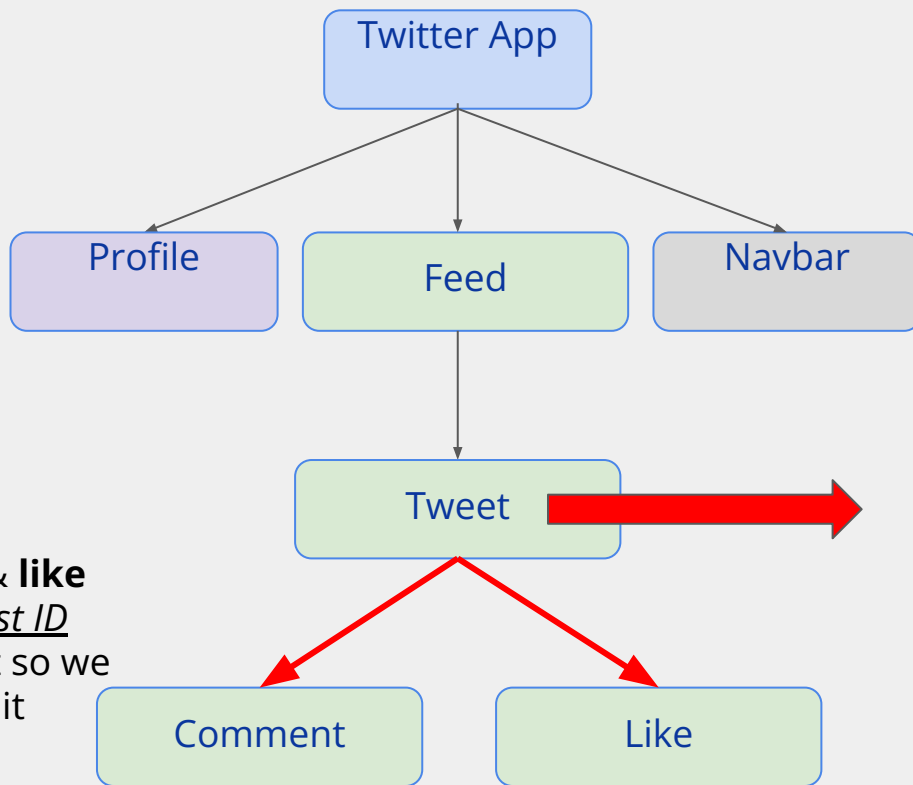 Twitter App
Profile
Feed
Navbar
Tweet
& like
st ID
so we
it
Comment
Like